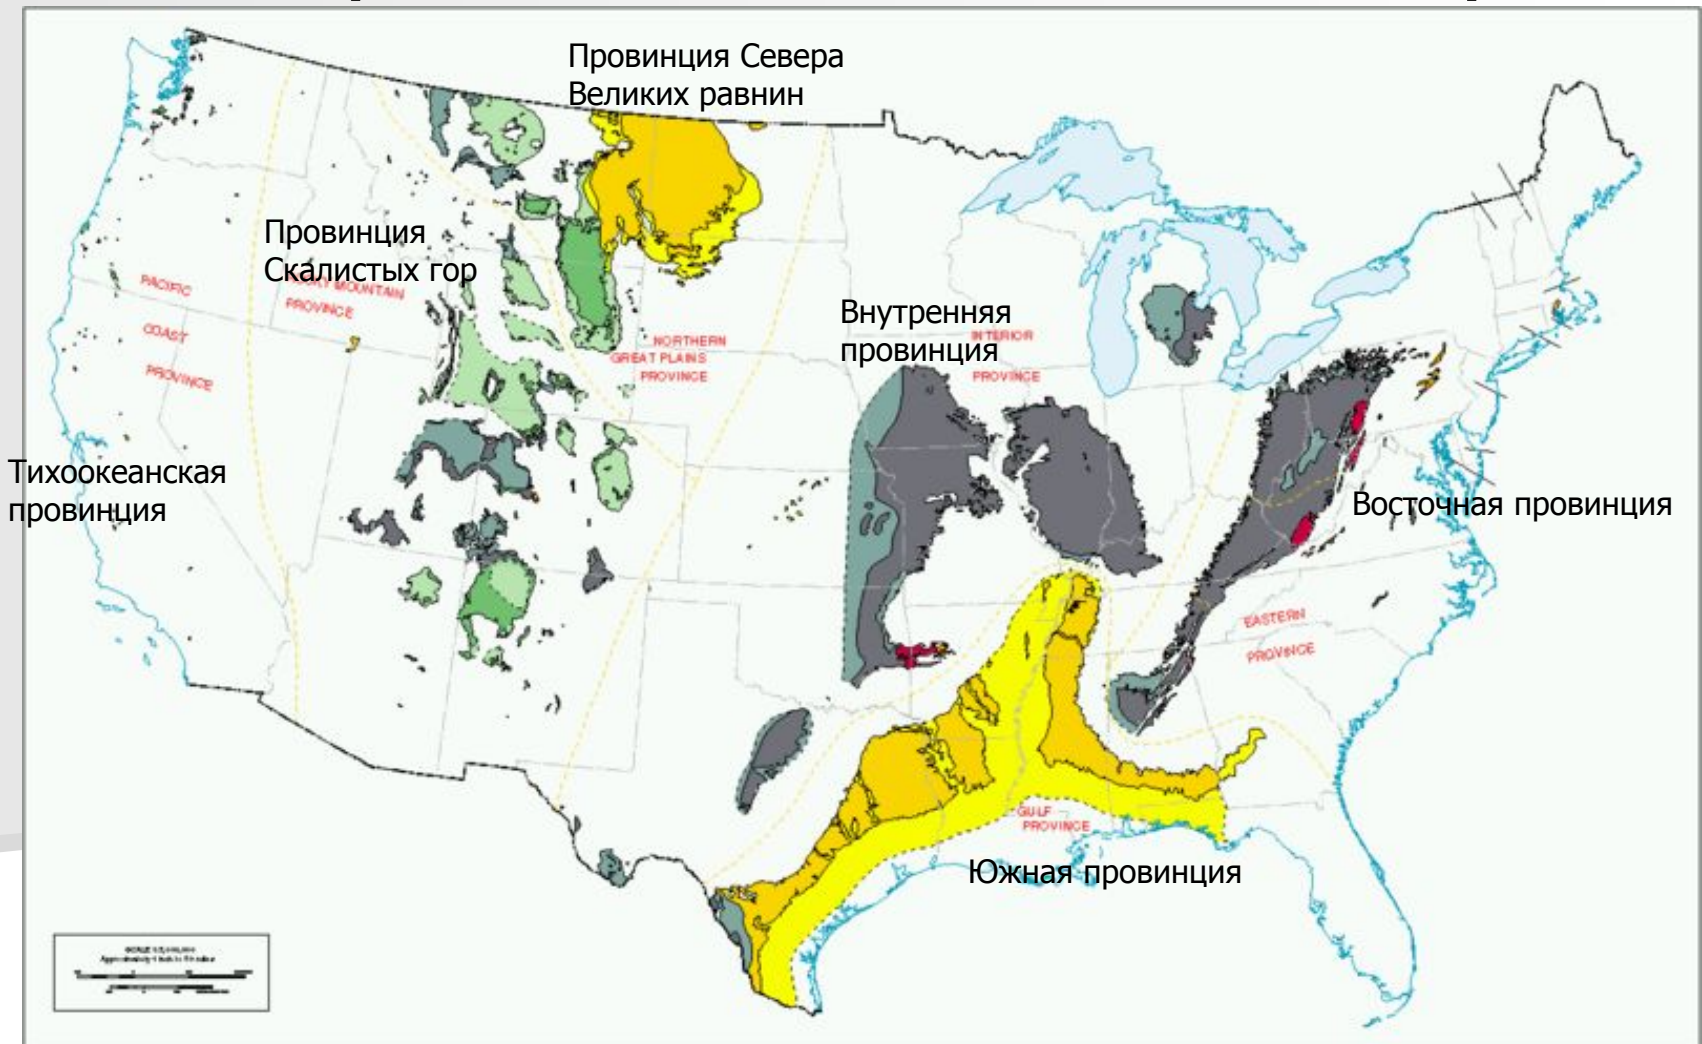 Провинция Севера
Великих равнин
Провинция
Скалистых гор
PACIFIC
COAST
PROVINCE
MOUNTAIN
PROVINCE
Внутренняя
провинция
INTERIOR
PROVINCE
NORTHERN
GREAT PLAINS
PROVINCE
Тихоокеанская
провинция
Восточная провинция
EASTERN
PROVINCE
GULF
PROVINCE
Южная провинция
SCALE